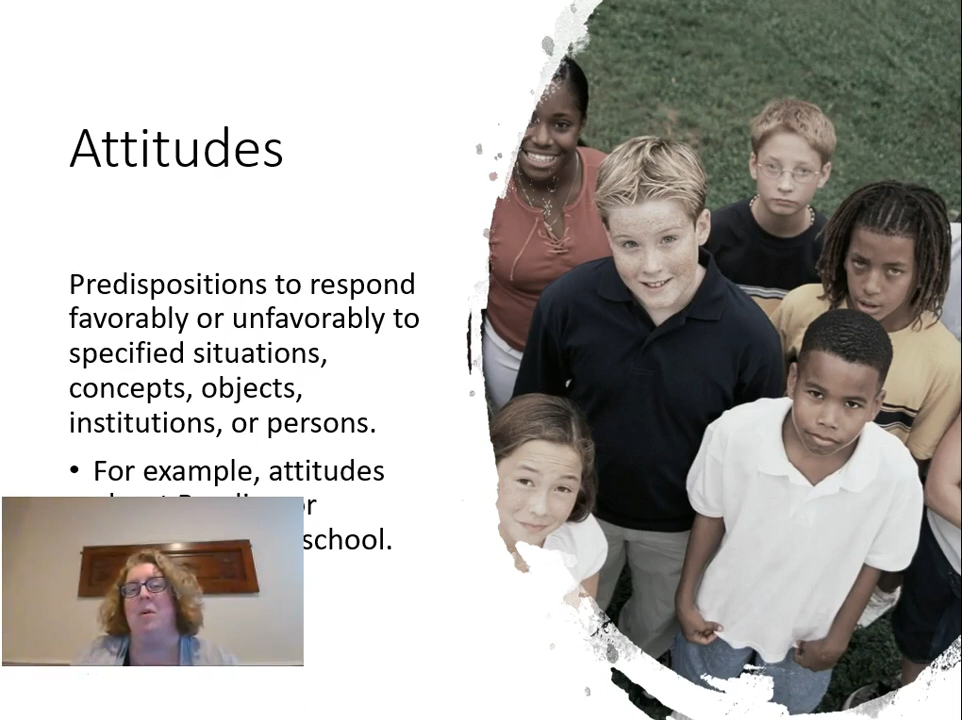 Attitudes
Predispositions to respond
favorably or unfavorably to
specified situations,
concepts, objects,
institutions, or persons.
• For example, attitudes
school.